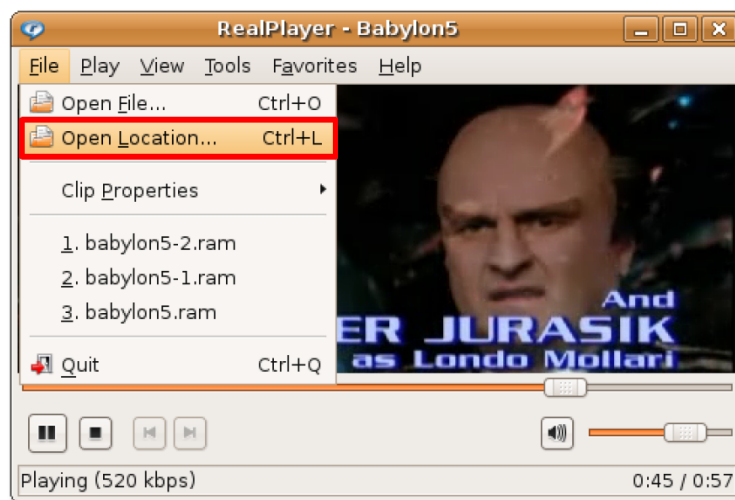 RealPlayer - Babylon5
File Play View Tools Favorites Help
Open File... Ctrl+O
Open Location... Ctrl+L
Clip Properties
1. babylon5-2.ram
2. babylon5-1.ram
3. babylon5.ram
Quit Ctrl+Q
And
ER JURASIK
as Londo Mollari
Playing (520 kbps) 0:45 / 0:57